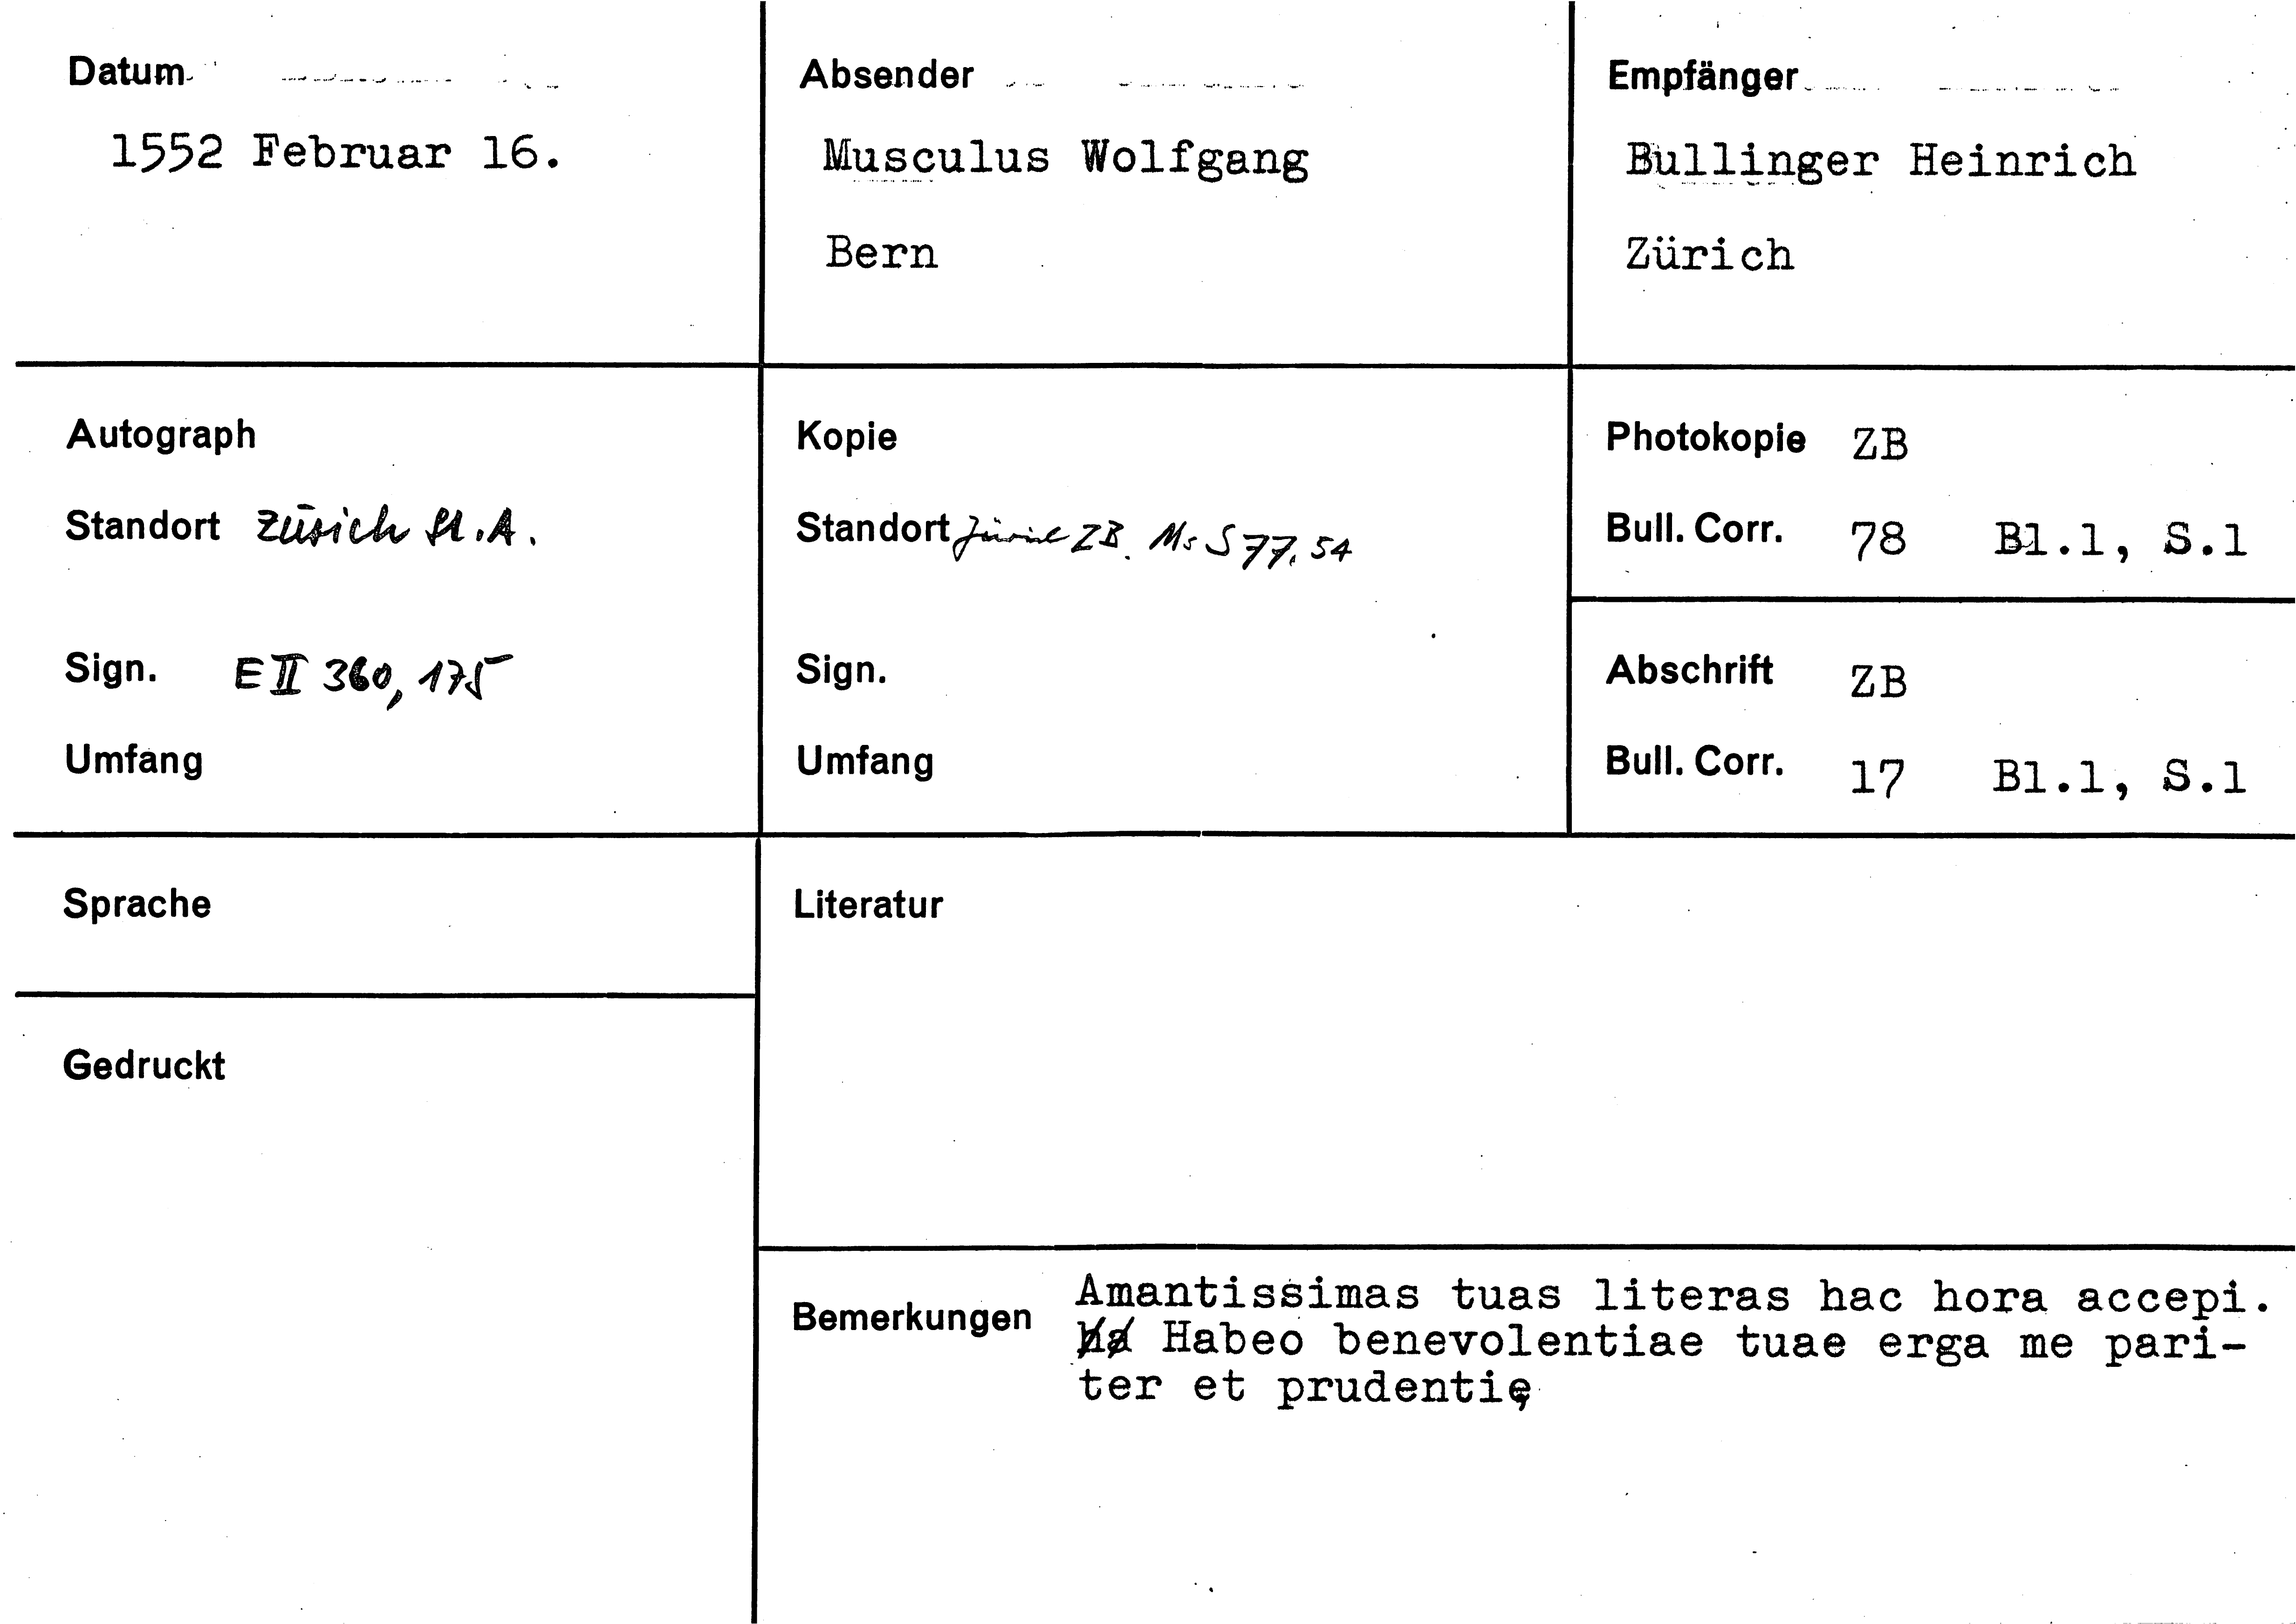 Datum
1552 Februar 16.
Absender
Musculus Wolfgang
Bern
Empfänger
Bullinger Heinrich
Zürich
Autograph
Standort Zürich St.A.
Sign. E II 360, 175
Umfang
Kopie
Standort Zürich ZB. Ms S 77, 54
Sign.
Umfang
Photokopie ZB
Bull. Corr. 78 Bl.1, S.1
Abschrift ZB
Bull. Corr. 17 Bl.1, S.1
Sprache
Gedruckt
Literatur
Bemerkungen Amantissimas tuas literas hac hora accepi.
Habeo benevolentiae tuae erga me pari-
ter et prudentię